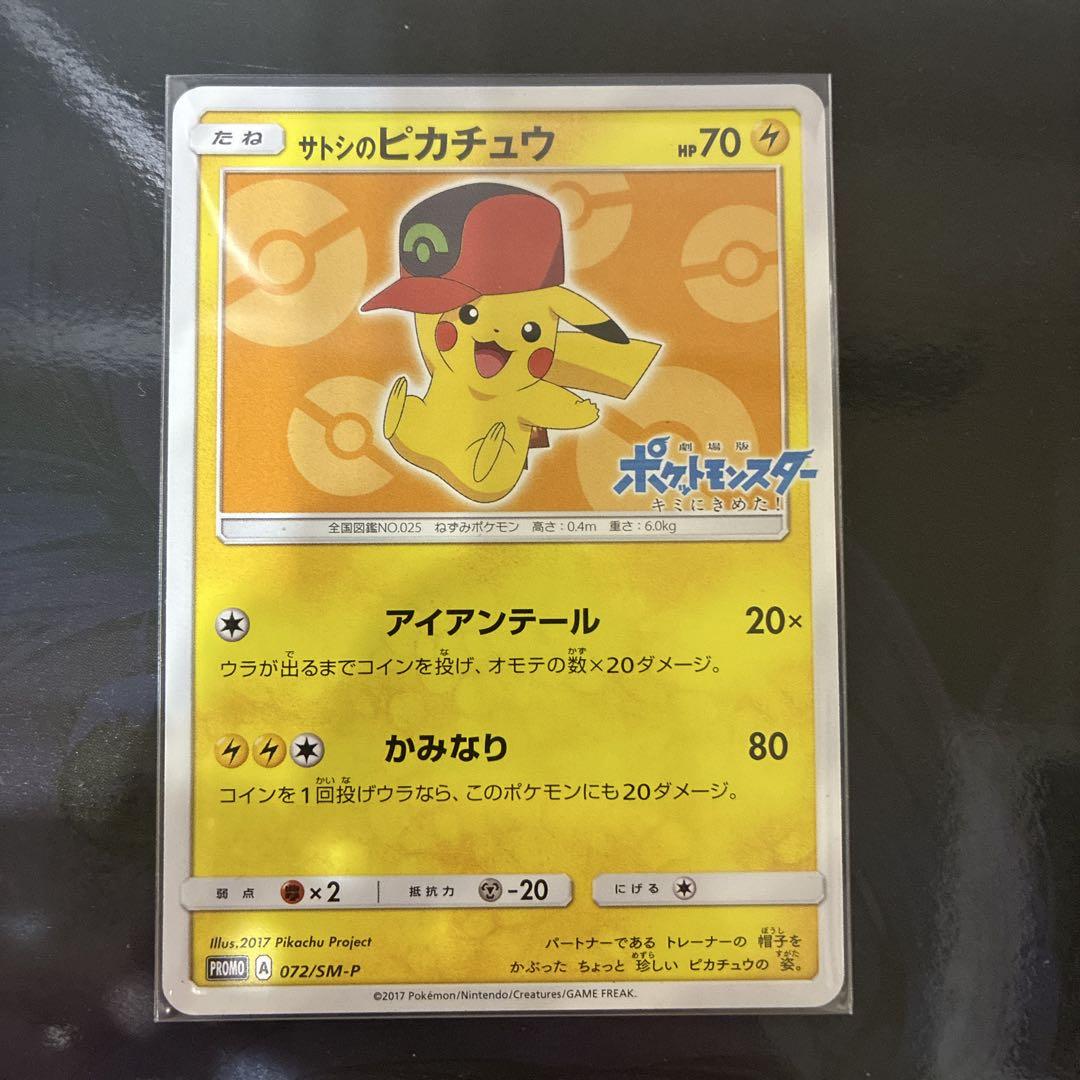 たね サトシのピカチュウ HP70
劇場版
ポケットモンスター
キミにきめた！
全国図鑑NO.025 ねずみポケモン 高さ：0.4m 重さ：6.0kg
アイアンテール 20×
ウラが出るまでコインを投げ、オモテの数×20ダメージ。
かみなり 80
コインを1回投げウラなら、このポケモンにも20ダメージ。
弱点 ×2 抵抗力 -20 にげる
Illus.2017 Pikachu Project
パートナーである トレーナーの 帽子を
かぶった ちょっと 珍しい ピカチュウの 姿。
PROMO A 072/SM-P
©2017 Pokémon/Nintendo/Creatures/GAME FREAK.